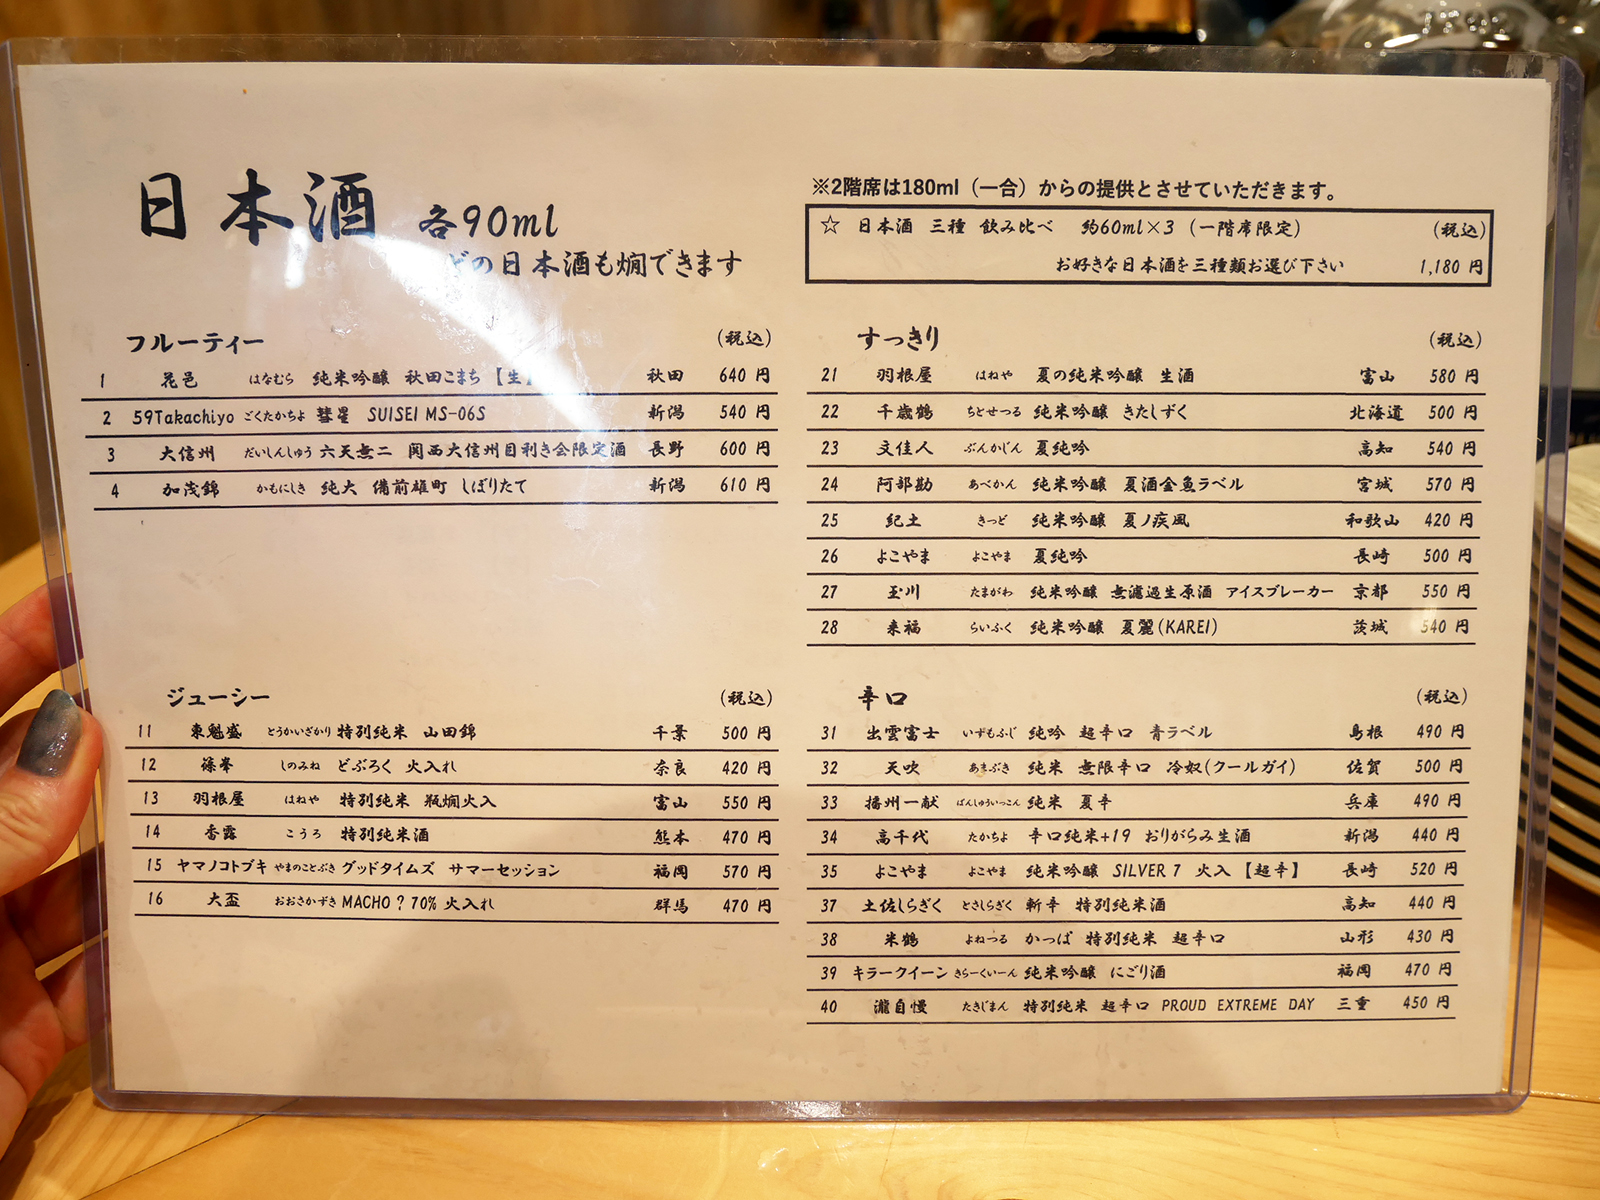 日本酒 各90ml
どの日本酒も燗できます
※2階席は180ml（一合）からの提供とさせていただきます。
☆ 日本酒 三種 飲み比べ 約60ml×3（一階席限定） （税込）
お好きな日本酒を三種類お選び下さい 1,180 円
フルーティー （税込）
1 花邑 はなむら 純米吟醸 秋田こまち【生】 秋田 640 円
2 59Takachiyo ごくたかちよ 彗星 SUISEI MS-06S 新潟 540 円
3 大信州 だいしんしゅう 六天無二 関西大信州目利き会限定酒 長野 600 円
4 加茂錦 かもにしき 純大 備前雄町 しぼりたて 新潟 610 円
ジューシー （税込）
11 東魁盛 とうかいざかり 特別純米 山田錦 千葉 500 円
12 篠峯 しのみね どぶろく 火入れ 奈良 420 円
13 羽根屋 はねや 特別純米 瓶燗火入 富山 550 円
14 香露 こうろ 特別純米酒 熊本 470 円
15 ヤマノコトブキ やまのことぶき グッドタイムズ サマーセッション 福岡 570 円
16 大盃 おおさかずき MACHO ? 70% 火入れ 群馬 470 円
すっきり （税込）
21 羽根屋 はねや 夏の純米吟醸 生酒 富山 580 円
22 千歳鶴 ちとせつる 純米吟醸 きたしずく 北海道 500 円
23 文佳人 ぶんかじん 夏純吟 高知 540 円
24 阿部勘 あべかん 純米吟醸 夏酒金魚ラベル 宮城 570 円
25 紀土 きっど 純米吟醸 夏ノ疾風 和歌山 420 円
26 よこやま よこやま 夏純吟 長崎 500 円
27 玉川 たまがわ 純米吟醸 無濾過生原酒 アイスブレーカー 京都 550 円
28 来福 らいふく 純米吟醸 夏麗（KAREI） 茨城 540 円
辛口 （税込）
31 出雲富士 いずもふじ 純吟 超辛口 青ラベル 島根 490 円
32 天吹 あまぶき 純米 無限辛口 冷奴（クールガイ） 佐賀 500 円
33 播州一献 ばんしゅういっこん 純米 夏辛 兵庫 490 円
34 高千代 たかちよ 辛口純米+19 おりがらみ生酒 新潟 440 円
35 よこやま よこやま 純米吟醸 SILVER 7 火入【超辛】 長崎 520 円
37 土佐しらぎく とさしらぎく 斬辛 特別純米酒 高知 440 円
38 米鶴 よねつる かっぱ 特別純米 超辛口 山形 430 円
39 キラークイーン きらーくいーん 純米吟醸 にごり酒 福岡 470 円
40 瀧自慢 たきじまん 特別純米 超辛口 PROUD EXTREME DAY 三重 450 円